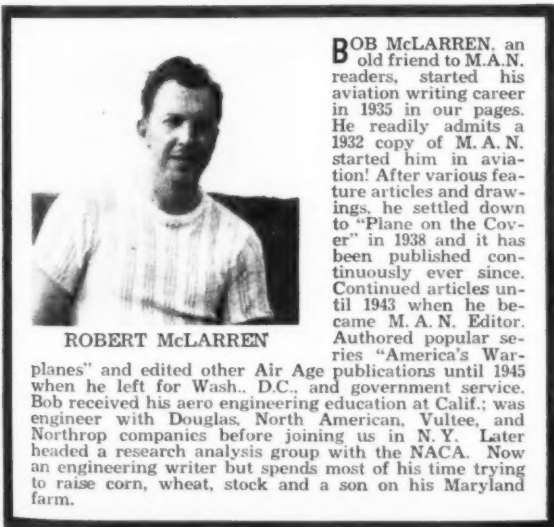 BOB McLARREN, an
old friend to M.A.N.
readers, started his
aviation writing career
in 1935 in our pages.
He readily admits a
1932 copy of M. A. N.
started him in avia-
tion! After various fea-
ture articles and draw-
ings, he settled down
to “Plane on the Cov-
er” in 1938 and it has
been published con-
tinuously ever since.
Continued articles un-
til 1943 when he be-
came M. A. N. Editor.
Authored popular se-
ries “America's War-
ROBERT McLARREN
planes” and edited other Air Age publications until 1945
when he left for Wash., D.C., and government service.
Bob received his aero engineering education at Calif.; was
engineer with Douglas, North American, Vultee, and
Northrop companies before joining us in N. Y. Later
headed a research analysis group with the NACA. Now
an engineering writer but spends most of his time trying
to raise corn, wheat, stock and a son on his Maryland
farm.